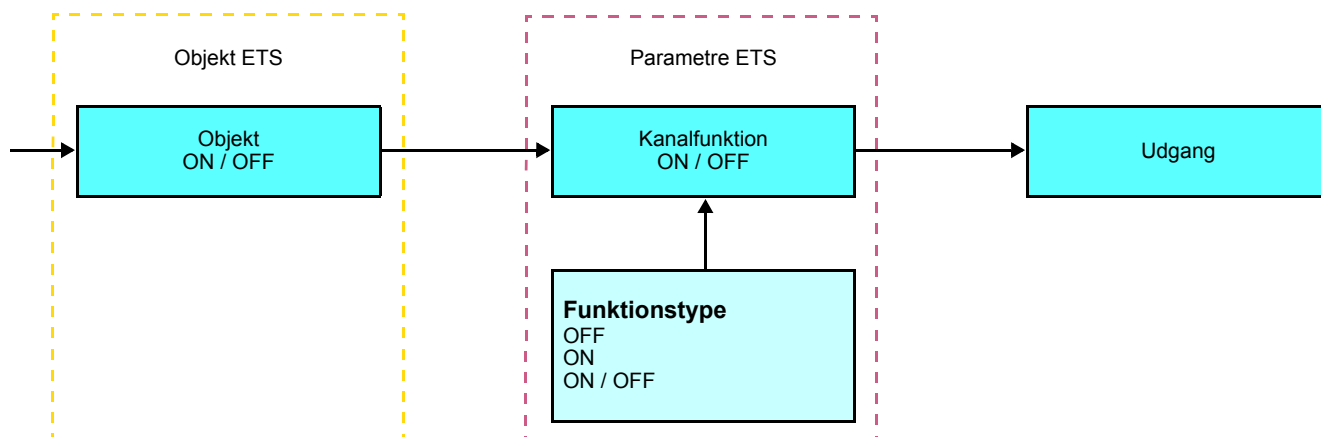 Objekt ETS
Parametre ETS
Objekt
ON / OFF
Kanalfunktion
ON / OFF
Udgang
Funktionstype
OFF
ON
ON / OFF